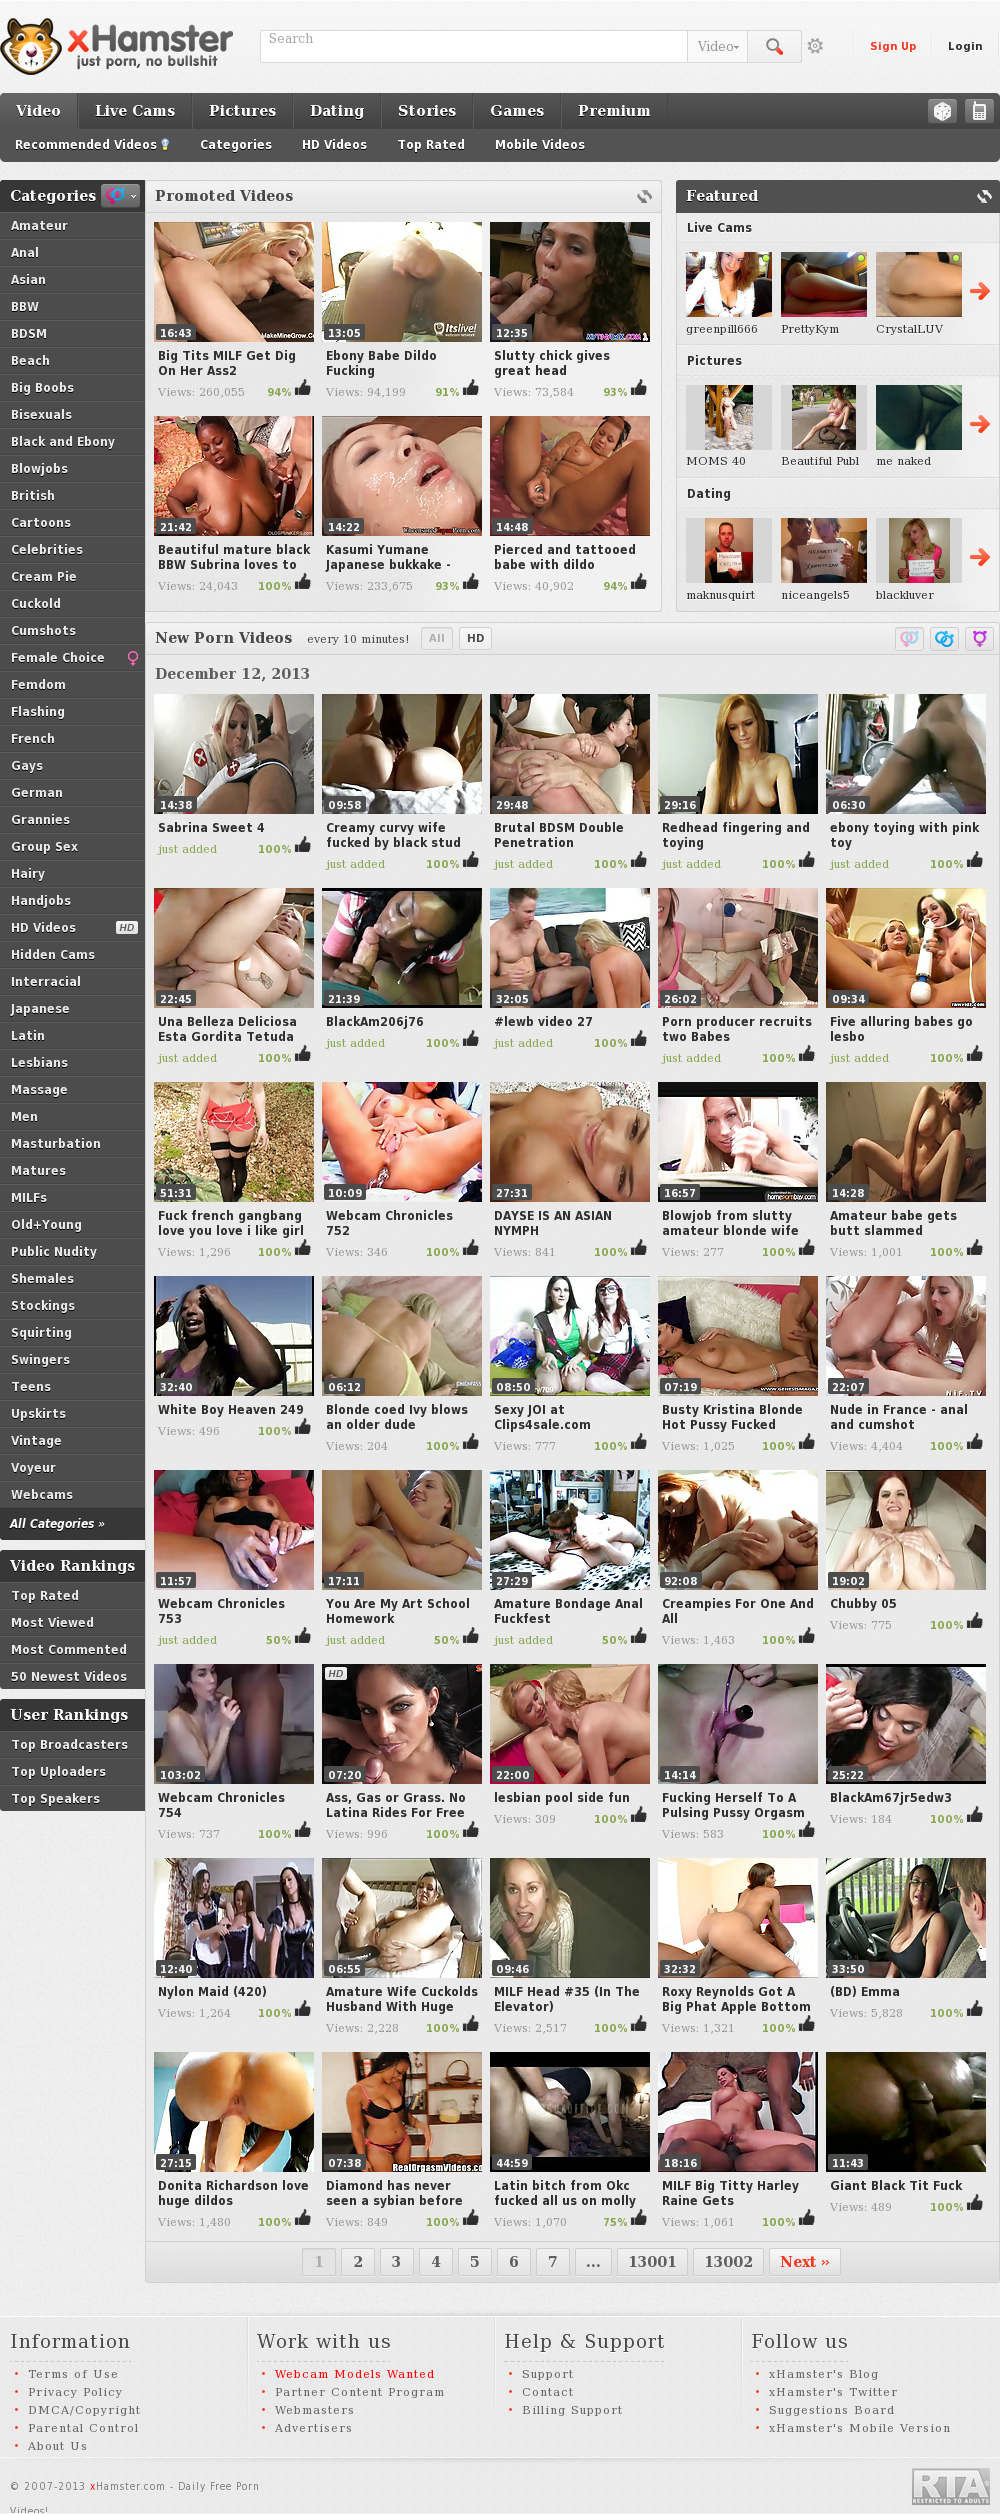 xHamster
just porn, no bullshit
Search
Video
Sign Up
Login
Video Live Cams Pictures Dating Stories Games Premium
Recommended Videos Categories HD Videos Top Rated Mobile Videos
Categories
Amateur
Anal
Asian
BBW
BDSM
Beach
Big Boobs
Bisexuals
Black and Ebony
Blowjobs
British
Cartoons
Celebrities
Cream Pie
Cuckold
Cumshots
Female Choice
Femdom
Flashing
French
Gays
German
Grannies
Group Sex
Hairy
Handjobs
HD Videos HD
Hidden Cams
Interracial
Japanese
Latin
Lesbians
Massage
Men
Masturbation
Matures
MILFs
Old+Young
Public Nudity
Shemales
Stockings
Squirting
Swingers
Teens
Upskirts
Vintage
Voyeur
Webcams
All Categories »
Video Rankings
Top Rated
Most Viewed
Most Commented
50 Newest Videos
User Rankings
Top Broadcasters
Top Uploaders
Top Speakers
Promoted Videos
16:43
Big Tits MILF Get Dig
On Her Ass2
Views: 260,055 94%
13:05
Ebony Babe Dildo
Fucking
Views: 94,199 91%
12:35
Slutty chick gives
great head
Views: 73,584 93%
21:42
Beautiful mature black
BBW Subrina loves to
Views: 24,043 100%
14:22
Kasumi Yumane
Japanese bukkake -
Views: 233,675 93%
14:48
Pierced and tattooed
babe with dildo
Views: 40,902 94%
Featured
Live Cams
greenpill666 PrettyKym CrystalLUV
Pictures
MOMS 40 Beautiful Publ me naked
Dating
maknusquirt niceangels5 blackluver
New Porn Videos every 10 minutes! All HD
December 12, 2013
14:38
Sabrina Sweet 4
just added 100%
09:58
Creamy curvy wife
fucked by black stud
just added 100%
29:48
Brutal BDSM Double
Penetration
just added 100%
29:16
Redhead fingering and
toying
just added 100%
06:30
ebony toying with pink
toy
just added 100%
22:45
Una Belleza Deliciosa
Esta Gordita Tetuda
just added 100%
21:39
BlackAm206j76
just added 100%
32:05
#lewb video 27
just added 100%
26:02
Porn producer recruits
two Babes
just added 100%
09:34
Five alluring babes go
lesbo
just added 100%
51:31
Fuck french gangbang
love you love i like girl
Views: 1,296 100%
10:09
Webcam Chronicles
752
Views: 346 100%
27:31
DAYSE IS AN ASIAN
NYMPH
Views: 841 100%
16:57
Blowjob from slutty
amateur blonde wife
Views: 277 100%
14:28
Amateur babe gets
butt slammed
Views: 1,001 100%
32:40
White Boy Heaven 249
Views: 496 100%
06:12
Blonde coed Ivy blows
an older dude
Views: 204 100%
08:50
Sexy JOI at
Clips4sale.com
Views: 777 100%
07:19
Busty Kristina Blonde
Hot Pussy Fucked
Views: 1,025 100%
22:07
Nude in France - anal
and cumshot
Views: 4,404 100%
11:57
Webcam Chronicles
753
just added 50%
17:11
You Are My Art School
Homework
just added 50%
27:29
Amature Bondage Anal
Fuckfest
just added 50%
92:08
Creampies For One And
All
Views: 1,463 100%
19:02
Chubby 05
Views: 775 100%
103:02
Webcam Chronicles
754
Views: 737 100%
HD
07:20
Ass, Gas or Grass. No
Latina Rides For Free
Views: 996 100%
22:00
lesbian pool side fun
Views: 309 100%
14:14
Fucking Herself To A
Pulsing Pussy Orgasm
Views: 583 100%
25:22
BlackAm67jr5edw3
Views: 184 100%
12:40
Nylon Maid (420)
Views: 1,264 100%
06:55
Amature Wife Cuckolds
Husband With Huge
Views: 2,228 100%
09:46
MILF Head #35 (In The
Elevator)
Views: 2,517 100%
32:32
Roxy Reynolds Got A
Big Phat Apple Bottom
Views: 1,321 100%
33:50
(BD) Emma
Views: 5,828 100%
27:15
Donita Richardson love
huge dildos
Views: 1,480 100%
07:38
Diamond has never
seen a sybian before
Views: 849 100%
44:59
Latin bitch from Okc
fucked all us on molly
Views: 1,070 75%
18:16
MILF Big Titty Harley
Raine Gets
Views: 1,061 100%
11:43
Giant Black Tit Fuck
Views: 489 100%
1 2 3 4 5 6 7 ... 13001 13002 Next »
Information
Terms of Use
Privacy Policy
DMCA/Copyright
Parental Control
About Us
Work with us
Webcam Models Wanted
Partner Content Program
Webmasters
Advertisers
Help & Support
Support
Contact
Billing Support
Follow us
xHamster's Blog
xHamster's Twitter
Suggestions Board
xHamster's Mobile Version
© 2007-2013 xHamster.com - Daily Free Porn
Videos!
RTA
RESTRICTED TO ADULTS